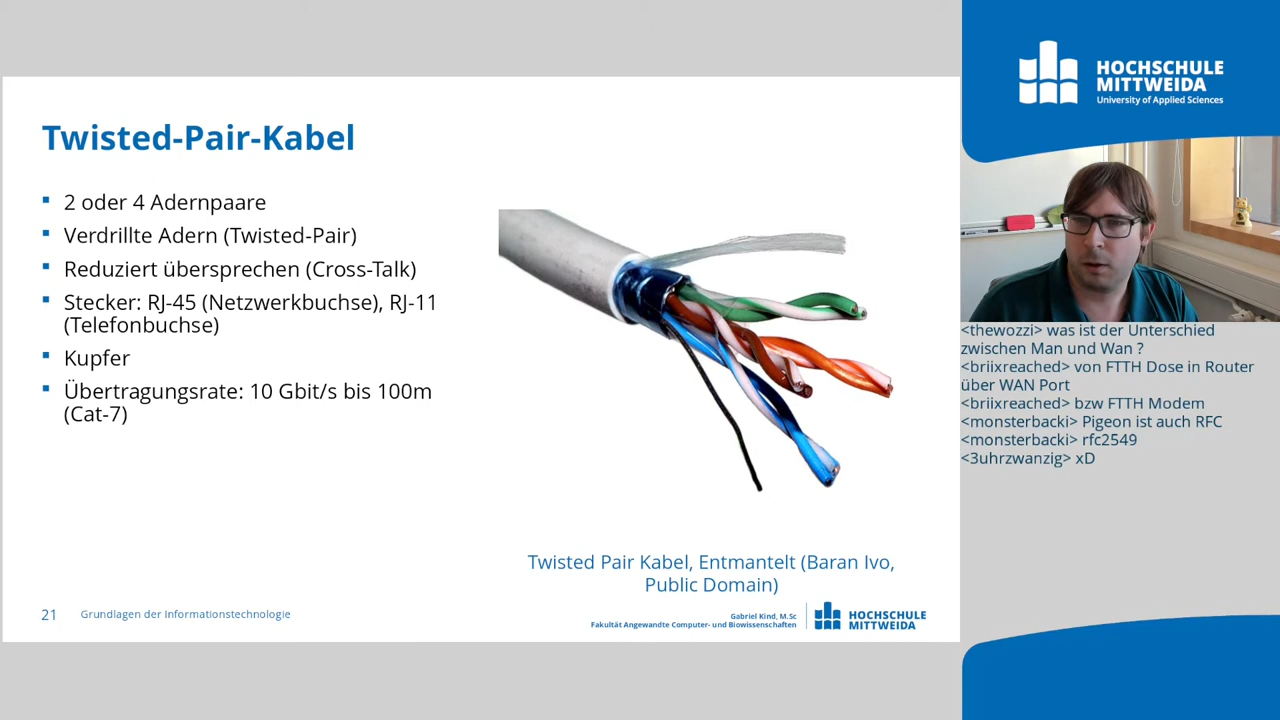 Twisted-Pair-Kabel
2 oder 4 Adernpaare
Verdrillte Adern (Twisted-Pair)
Reduziert übersprechen (Cross-Talk)
Stecker: RJ-45 (Netzwerkbuchse), RJ-11
(Telefonbuchse)
Kupfer
Übertragungsrate: 10 Gbit/s bis 100m
(Cat-7)
Twisted Pair Kabel, Entmantelt (Baran Ivo,
Public Domain)
21 Grundlagen der Informationstechnologie
Gabriel Kind, M.Sc
Fakultät Angewandte Computer- und Biowissenschaften
HOCHSCHULE
MITTWEIDA
HOCHSCHULE
MITTWEIDA
University of Applied Sciences
<thewozzi> was ist der Unterschied
zwischen Man und Wan ?
<briixreached> von FTTH Dose in Router
über WAN Port
<briixreached> bzw FTTH Modem
<monsterbacki> Pigeon ist auch RFC
<monsterbacki> rfc2549
<3uhrzwanzig> xD